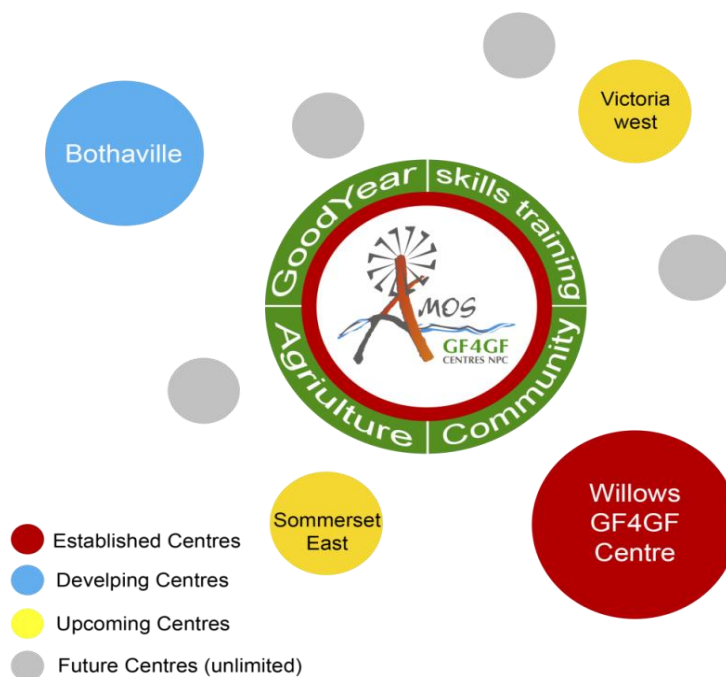 Victoria
west
Bothaville
GoodYear
skills training
Agriulture
Community
AMOS
GF4GF
CENTRES NPC
Willows
GF4GF
Centre
Sommerset
East
Established Centres
Develping Centres
Upcoming Centres
Future Centres (unlimited)